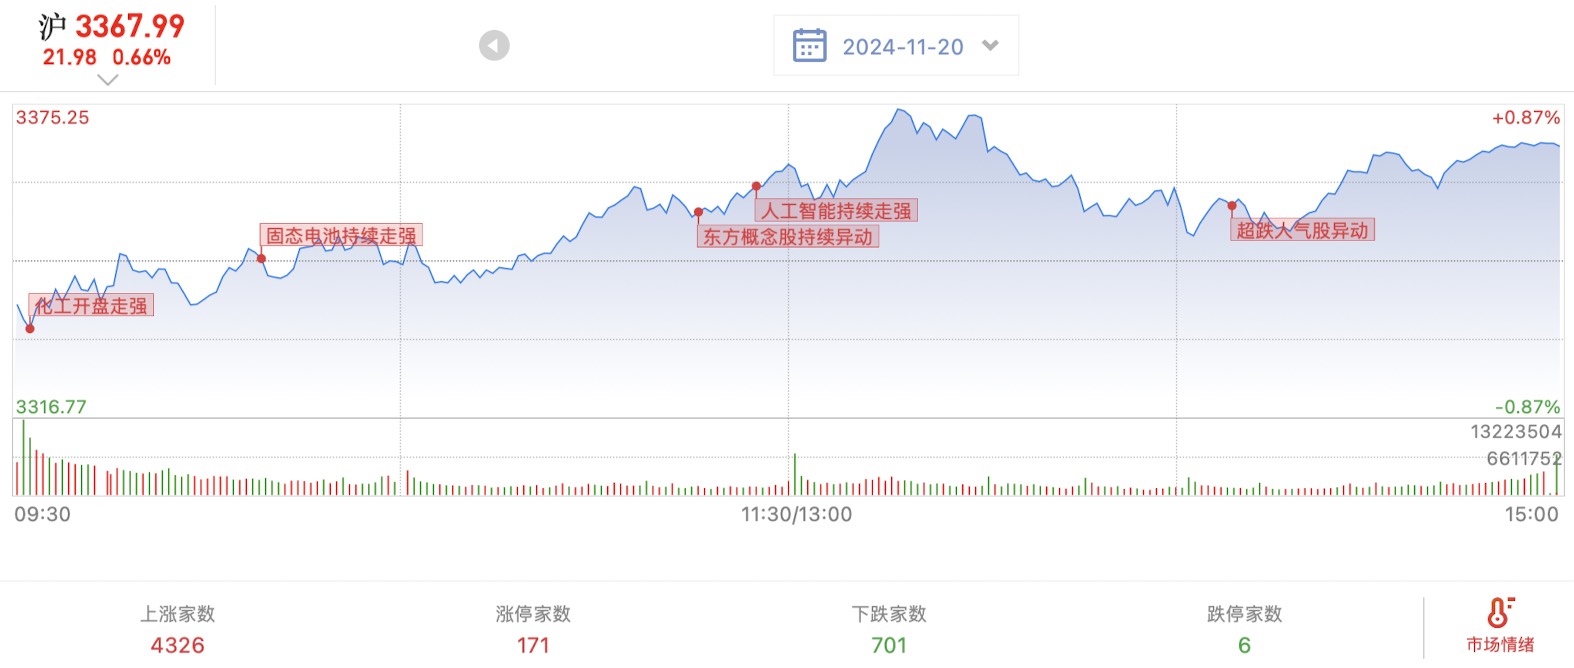 沪 3367.99
21.98 0.66%
2024-11-20
3375.25
+0.87%
人工智能持续走强
固态电池持续走强
东方概念股持续异动
超跌人气股异动
化工开盘走强
3316.77
-0.87%
13223504
6611752
09:30
11:30/13:00
15:00
上涨家数
涨停家数
下跌家数
跌停家数
4326
171
701
6
市场情绪